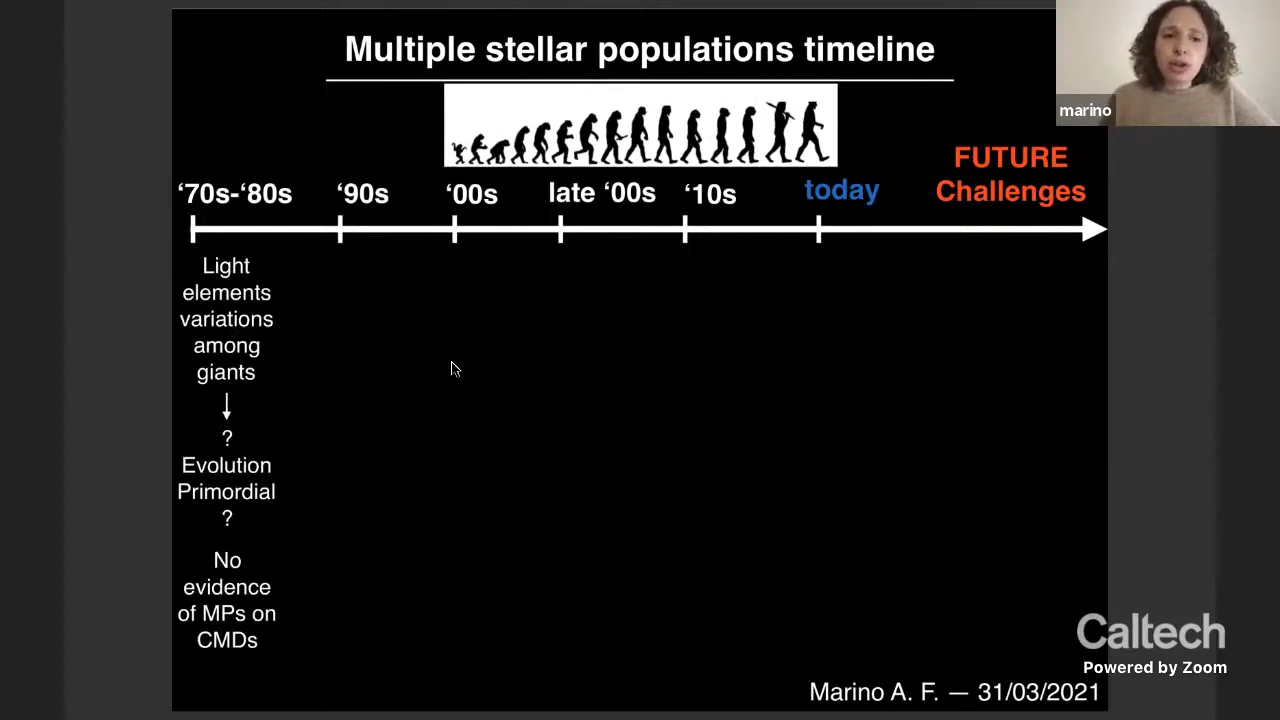 Multiple stellar populations timeline
marino
FUTURE
Challenges
‘70s-‘80s
‘90s
‘00s
late ‘00s
‘10s
today
Light
elements
variations
among
giants
?
Evolution
Primordial
?
No
evidence
of MPs on
CMDs
Caltech
Powered by Zoom
Marino A. F. — 31/03/2021